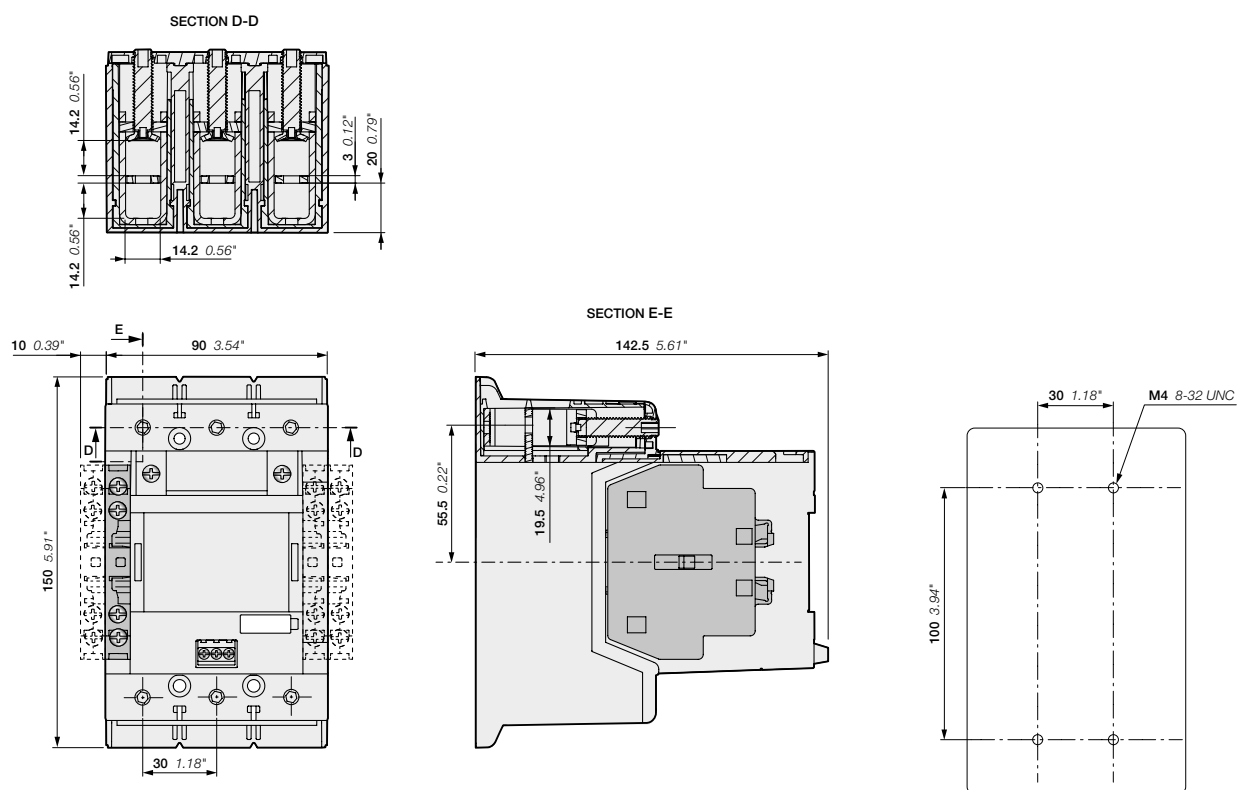 SECTION D-D
14.2 0.56"
14.2 0.56"
3 0.12"
20 0.79"
14.2 0.56"
SECTION E-E
E
10 0.39"
90 3.54"
142.5 5.61"
30 1.18"
M4 8-32 UNC
D
D
55.5 0.22"
19.5 4.96"
150 5.91"
100 3.94"
30 1.18"